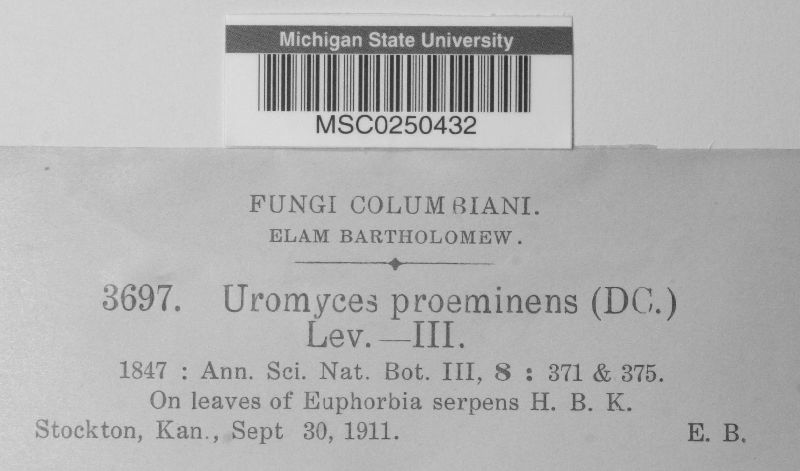 Michigan State University
MSC0250432
FUNGI COLUMBIANI.
ELAM BARTHOLOMEW.
3697. Uromyces proeminens (DC.)
Lev.—III.
1847 : Ann. Sci. Nat. Bot. III, 8 : 371 & 375.
On leaves of Euphorbia serpens H. B. K.
Stockton, Kan., Sept 30, 1911. E. B.